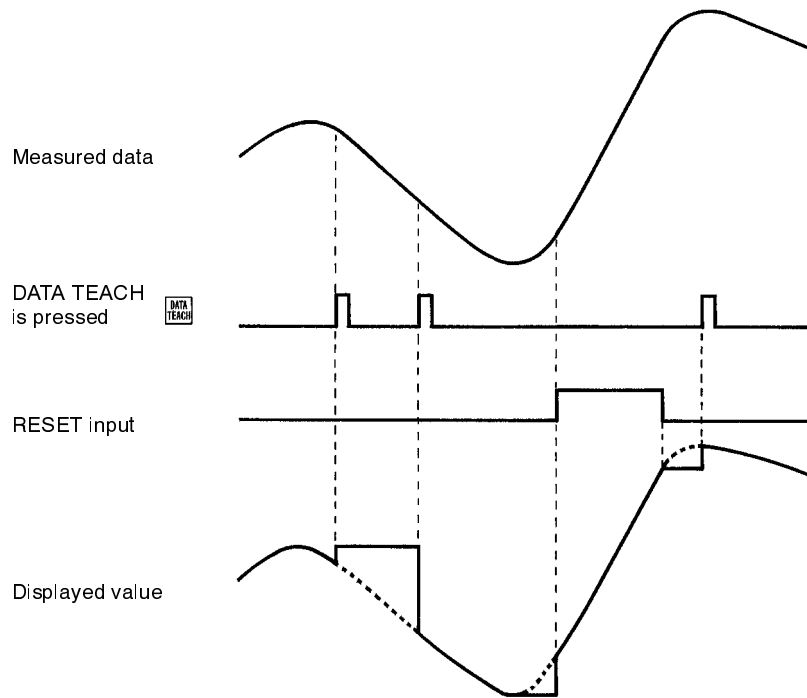 Measured data
DATA TEACH
is pressed
DATA
TEACH
RESET input
Displayed value